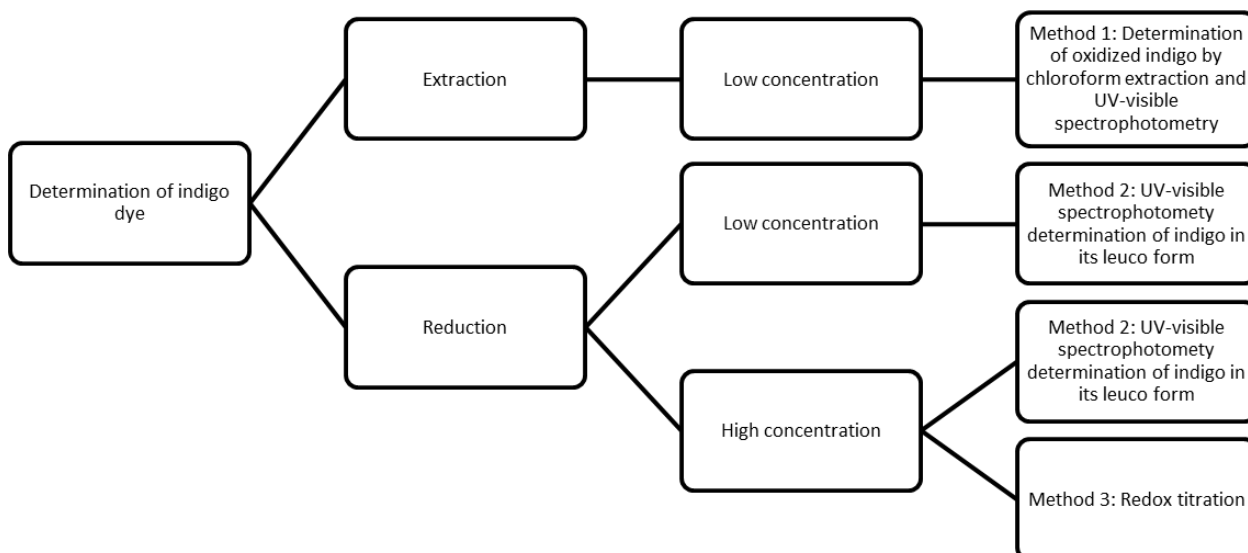 Determination of indigo
dye
Extraction
Low concentration
Method 1: Determination
of oxidized indigo by
chloroform extraction and
UV-visible
spectrophotometry
Reduction
Low concentration
Method 2: UV-visible
spectrophotomety
determination of indigo in
its leuco form
High concentration
Method 2: UV-visible
spectrophotomety
determination of indigo in
its leuco form
Method 3: Redox titration